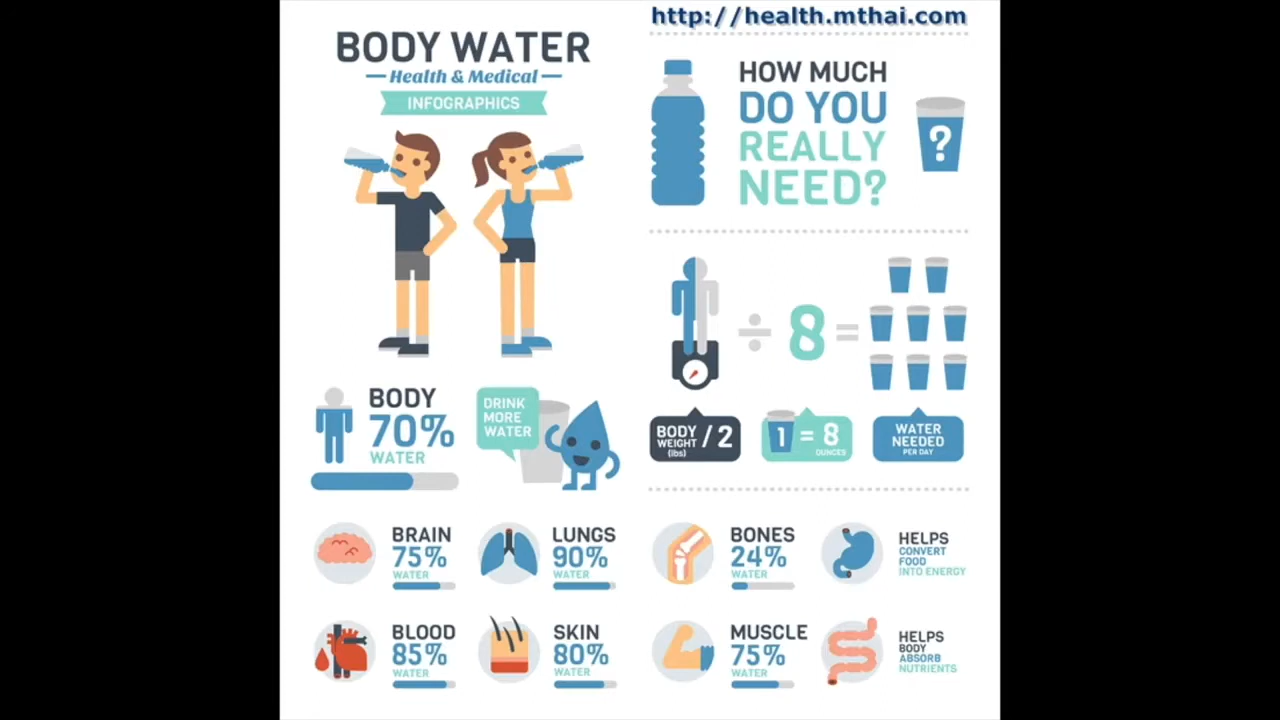 http://health.mthai.com
BODY WATER
Health & Medical
INFOGRAPHICS
HOW MUCH
DO YOU
REALLY
NEED?
?
÷ 8 =
BODY
70%
WATER
DRINK
MORE
WATER
BODY
WEIGHT
(lbs)
/ 2
1 = 8
OUNCES
WATER
NEEDED
PER DAY
BRAIN
75%
WATER
LUNGS
90%
WATER
BONES
24%
WATER
HELPS
CONVERT
FOOD
INTO ENERGY
BLOOD
85%
WATER
SKIN
80%
WATER
MUSCLE
75%
WATER
HELPS
BODY
ABSORB
NUTRIENTS